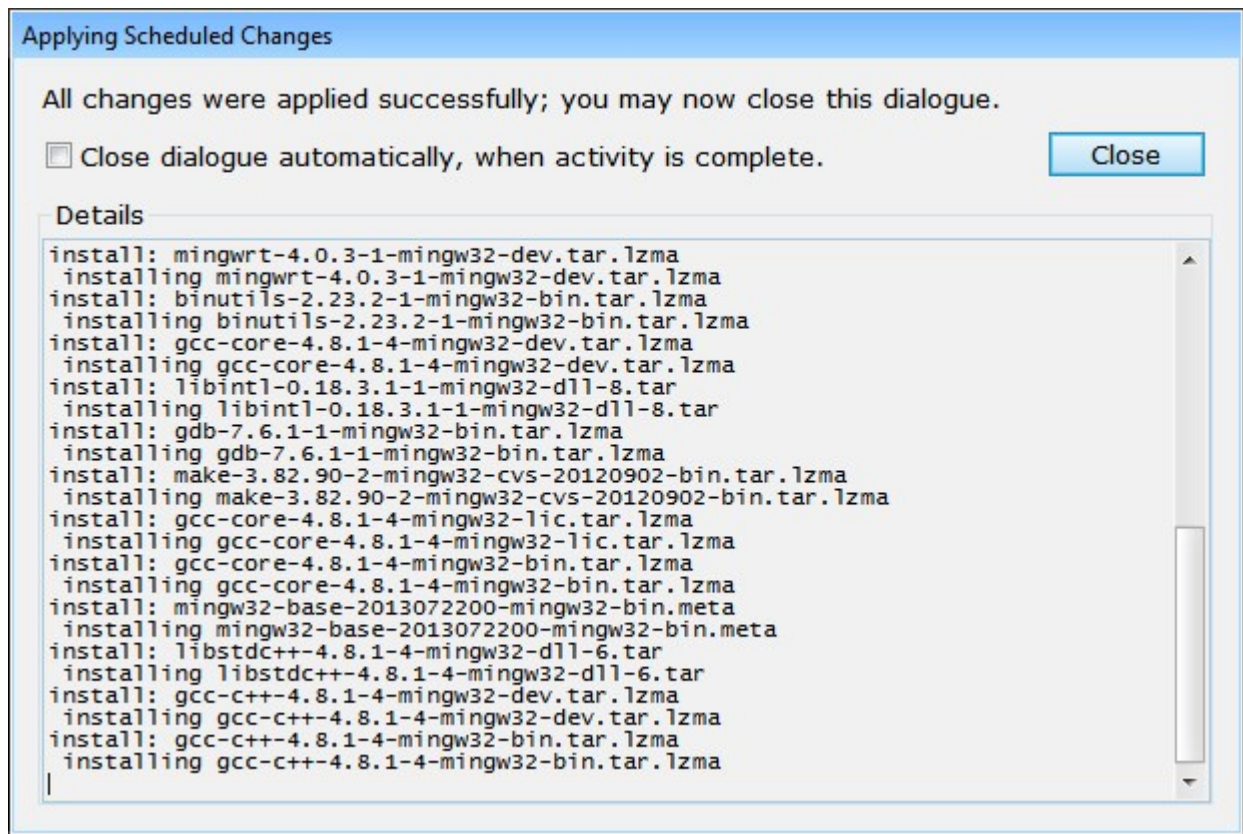 Applying Scheduled Changes
All changes were applied successfully; you may now close this dialogue.
Close dialogue automatically, when activity is complete.
Close
Details
install: mingwrt-4.0.3-1-mingw32-dev.tar.lzma
installing mingwrt-4.0.3-1-mingw32-dev.tar.lzma
install: binutils-2.23.2-1-mingw32-bin.tar.lzma
installing binutils-2.23.2-1-mingw32-bin.tar.lzma
install: gcc-core-4.8.1-4-mingw32-dev.tar.lzma
installing gcc-core-4.8.1-4-mingw32-dev.tar.lzma
install: libintl-0.18.3.1-1-mingw32-dll-8.tar
installing libintl-0.18.3.1-1-mingw32-dll-8.tar
install: gdb-7.6.1-1-mingw32-bin.tar.lzma
installing gdb-7.6.1-1-mingw32-bin.tar.lzma
install: make-3.82.90-2-mingw32-cvs-20120902-bin.tar.lzma
installing make-3.82.90-2-mingw32-cvs-20120902-bin.tar.lzma
install: gcc-core-4.8.1-4-mingw32-lic.tar.lzma
installing gcc-core-4.8.1-4-mingw32-lic.tar.lzma
install: gcc-core-4.8.1-4-mingw32-bin.tar.lzma
installing gcc-core-4.8.1-4-mingw32-bin.tar.lzma
install: mingw32-base-2013072200-mingw32-bin.meta
installing mingw32-base-2013072200-mingw32-bin.meta
install: libstdc++-4.8.1-4-mingw32-dll-6.tar
installing libstdc++-4.8.1-4-mingw32-dll-6.tar
install: gcc-c++-4.8.1-4-mingw32-dev.tar.lzma
installing gcc-c++-4.8.1-4-mingw32-dev.tar.lzma
install: gcc-c++-4.8.1-4-mingw32-bin.tar.lzma
installing gcc-c++-4.8.1-4-mingw32-bin.tar.lzma